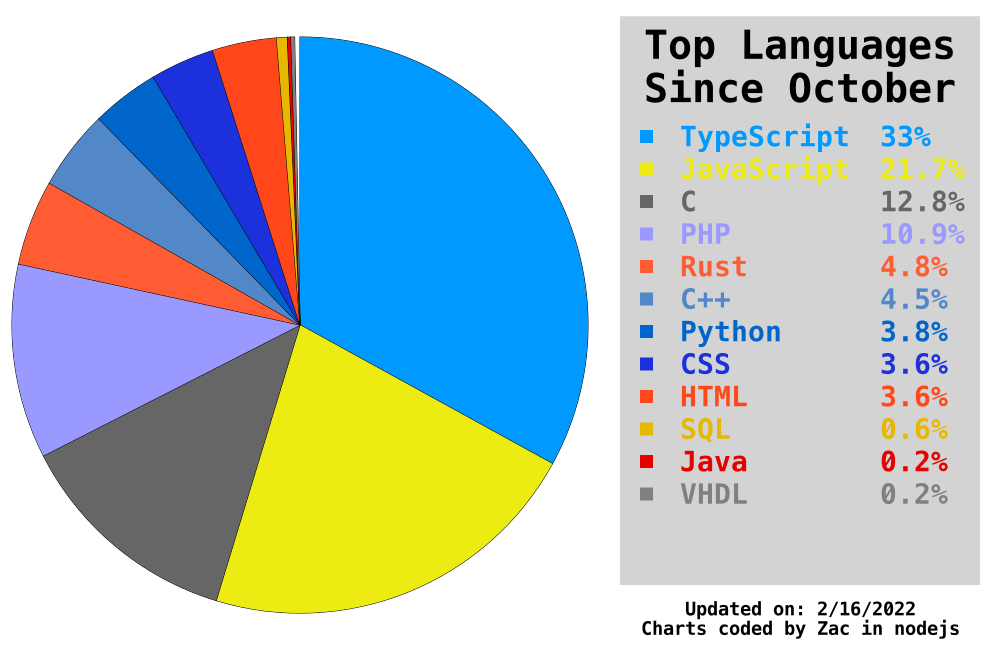 Top Languages
Since October
TypeScript 33%
JavaScript 21.7%
C 12.8%
PHP 10.9%
Rust 4.8%
C++ 4.5%
Python 3.8%
CSS 3.6%
HTML 3.6%
SQL 0.6%
Java 0.2%
VHDL 0.2%
Updated on: 2/16/2022
Charts coded by Zac in nodejs